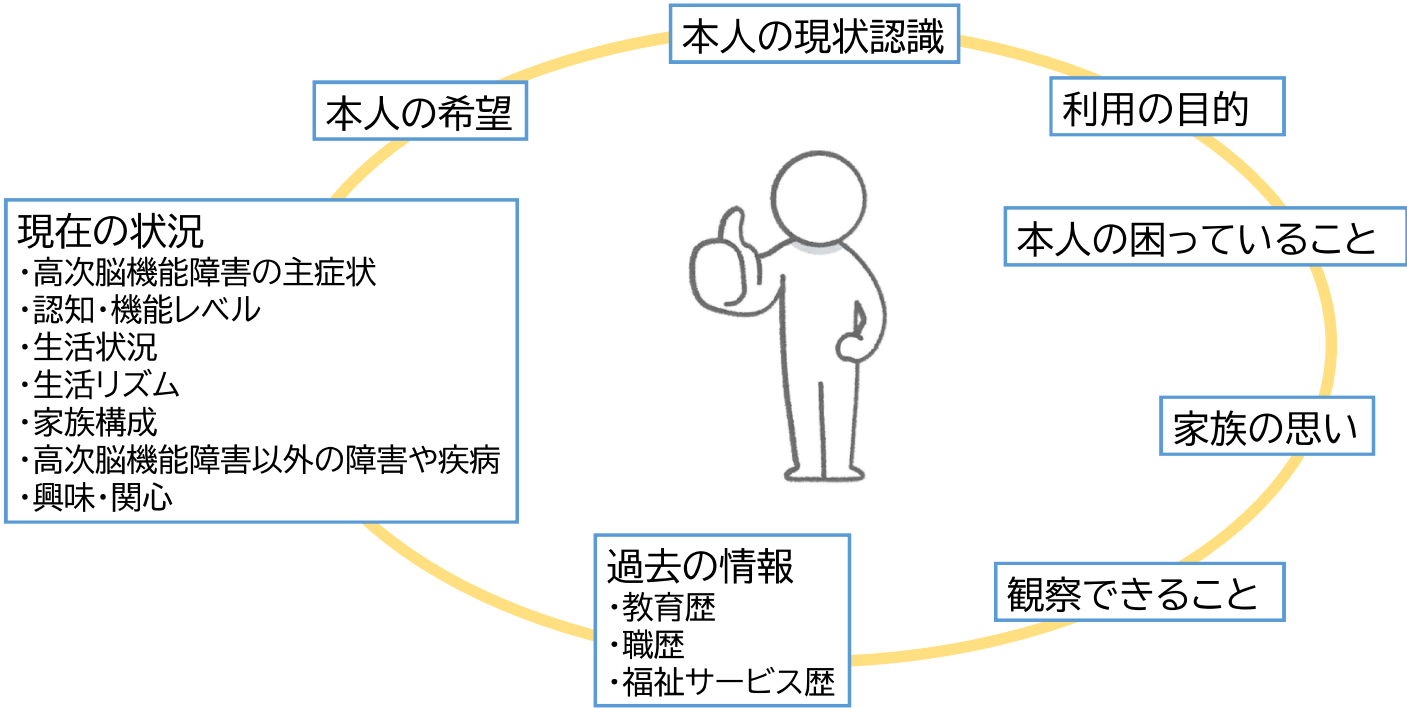 本人の現状認識
利用の目的
本人の希望
現在の状況
・高次脳機能障害の主症状
・認知・機能レベル
・生活状況
・生活リズム
・家族構成
・高次脳機能障害以外の障害や疾病
・興味・関心
本人の困っていること
家族の思い
観察できること
過去の情報
・教育歴
・職歴
・福祉サービス歴